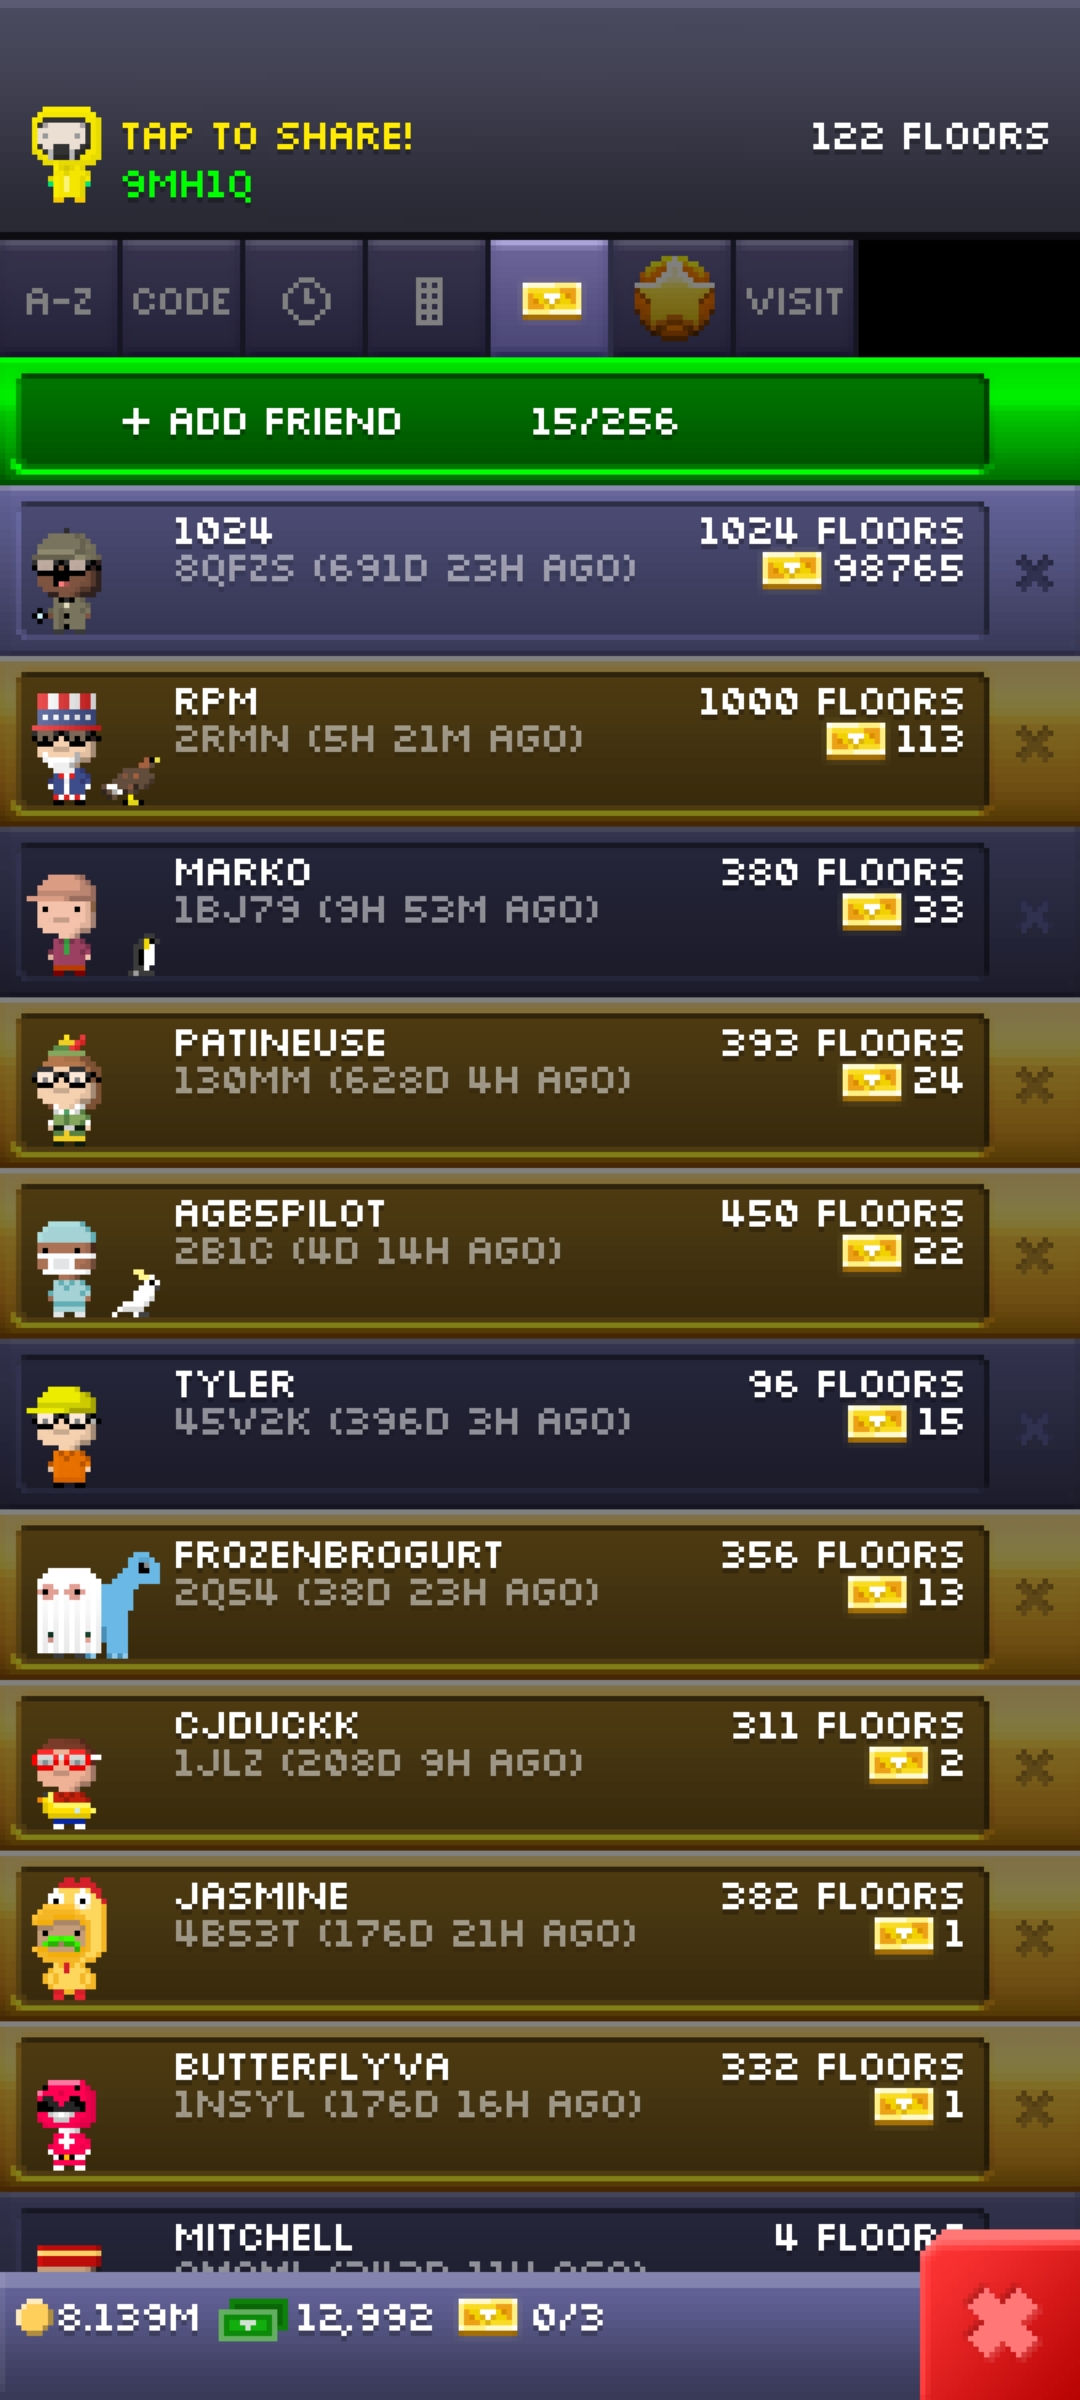 TAP TO SHARE!
122 FLOORS
9MH1Q
A-Z CODE VISIT
+ ADD FRIEND 15/256
1024 1024 FLOORS
8QFZS (691D 23H AGO) 98765
RPM 1000 FLOORS
2RMN (5H 21M AGO) 113
MARKO 380 FLOORS
1BJ79 (9H 53M AGO) 33
PATINEUSE 393 FLOORS
130MM (628D 4H AGO) 24
AGB5PILOT 450 FLOORS
2B1C (4D 14H AGO) 22
TYLER 96 FLOORS
45V2K (396D 3H AGO) 15
FROZENBROGURT 356 FLOORS
2Q54 (38D 23H AGO) 13
CJDUCKK 311 FLOORS
1JLZ (208D 9H AGO) 2
JASMINE 382 FLOORS
4B53T (176D 21H AGO) 1
BUTTERFLYVA 332 FLOORS
1NSYL (176D 16H AGO) 1
MITCHELL 4 FLOORS
8.139M 12,992 0/3